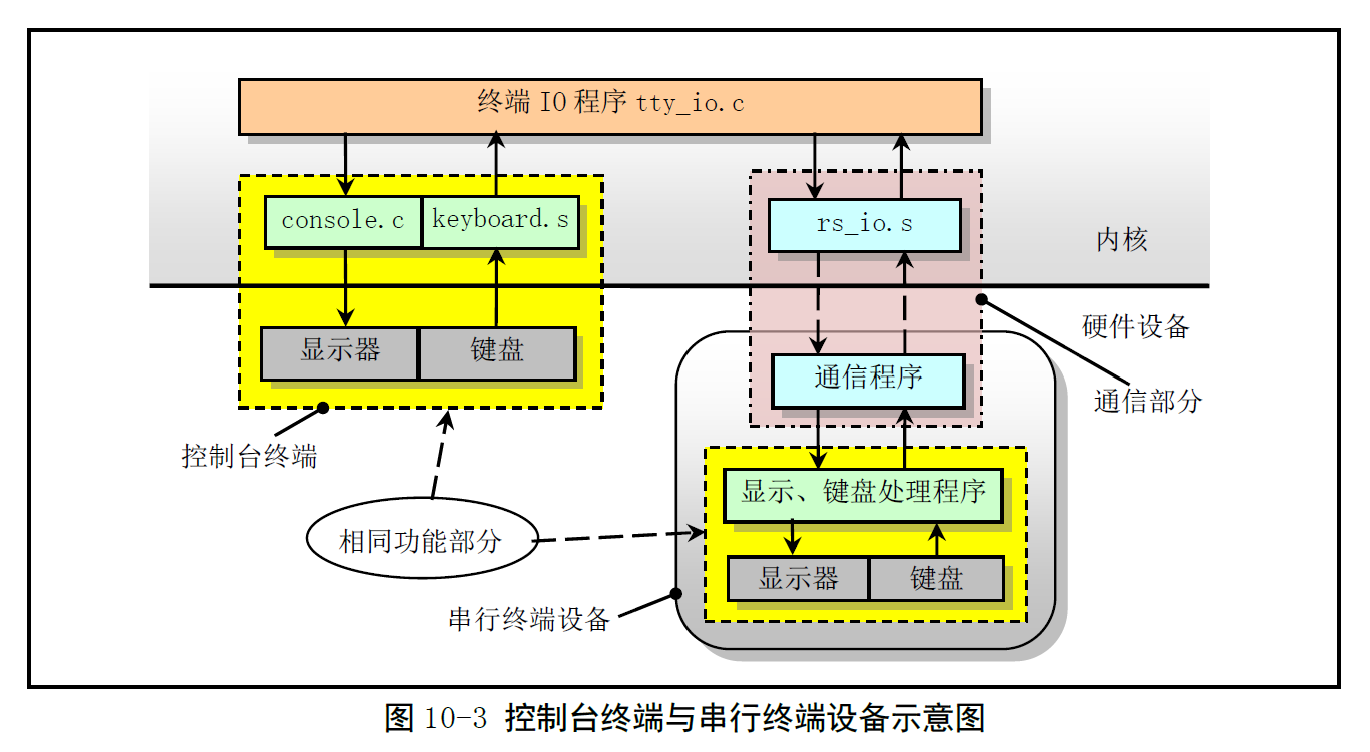 终端 IO 程序 tty_io.c
console.c
keyboard.s
rs_io.s
内核
硬件设备
显示器
键盘
通信程序
通信部分
控制台终端
显示、键盘处理程序
相同功能部分
显示器
键盘
串行终端设备
图 10-3 控制台终端与串行终端设备示意图